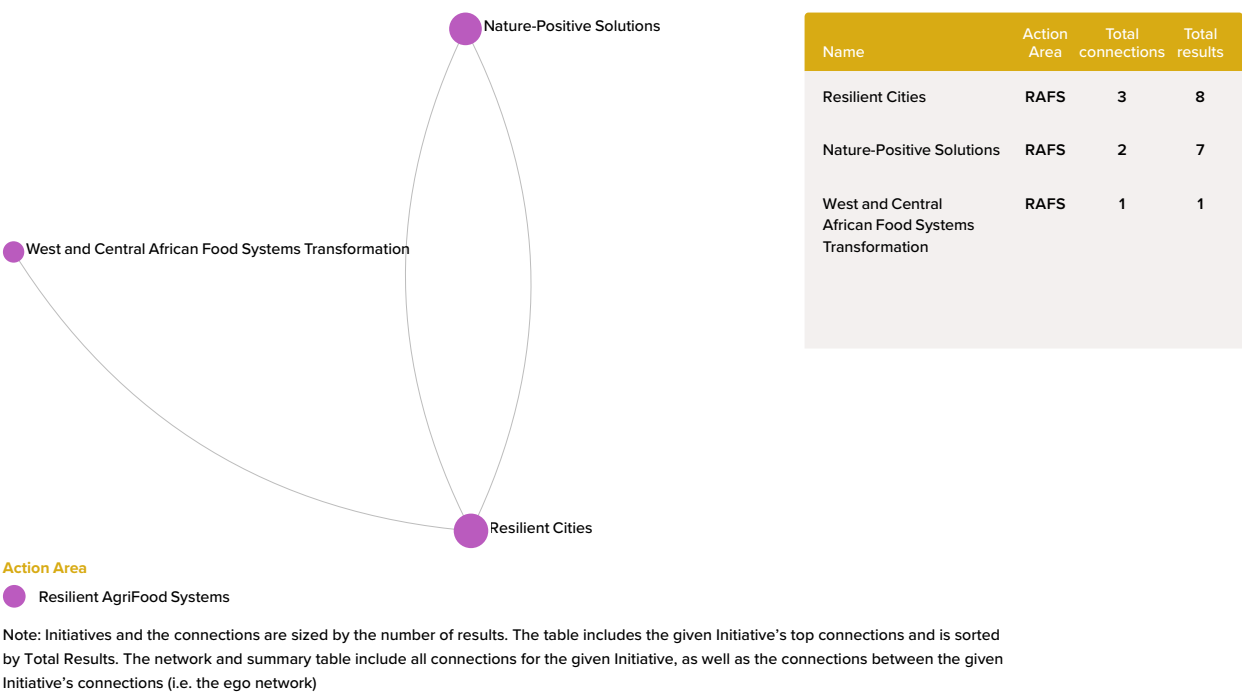 Nature-Positive Solutions
West and Central African Food Systems Transformation
Resilient Cities
Action Area
Resilient AgriFood Systems
Note: Initiatives and the connections are sized by the number of results. The table includes the given Initiative's top connections and is sorted
by Total Results. The network and summary table include all connections for the given Initiative, as well as the connections between the given
Initiative's connections (i.e. the ego network)
Name Action Area Total connections Total results
Resilient Cities RAFS 3 8
Nature-Positive Solutions RAFS 2 7
West and Central RAFS 1 1
African Food Systems
Transformation